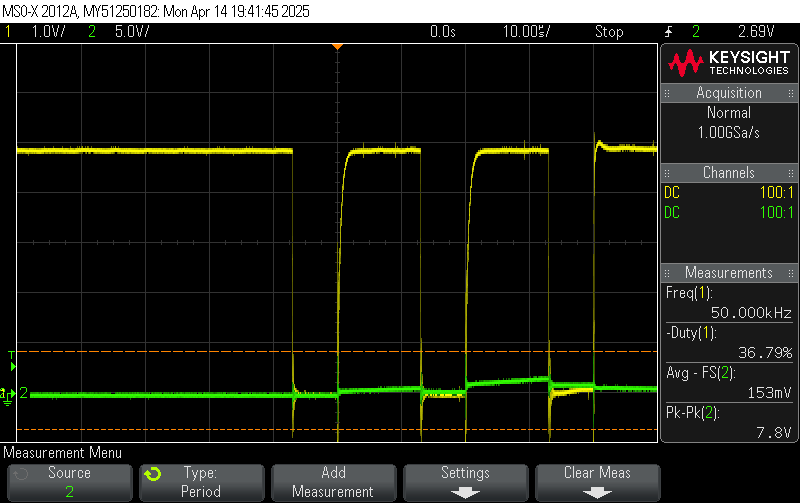 MSO-X 2012A, MY51250182: Mon Apr 14 19:41:45 2025
1 1.0V/ 2 5.0V/ 0.0s 10.00s/ Stop 2 2.69V
KEYSIGHT
TECHNOLOGIES
Acquisition
Normal
1.00GSa/s
Channels
DC 100:1
DC 100:1
Measurements
Freq(1):
50.000kHz
-Duty(1):
36.79%
Avg - FS(2):
153mV
Pk-Pk(2):
7.8V
T
2
Measurement Menu
Source
2
Type:
Period
Add
Measurement
Settings
Clear Meas